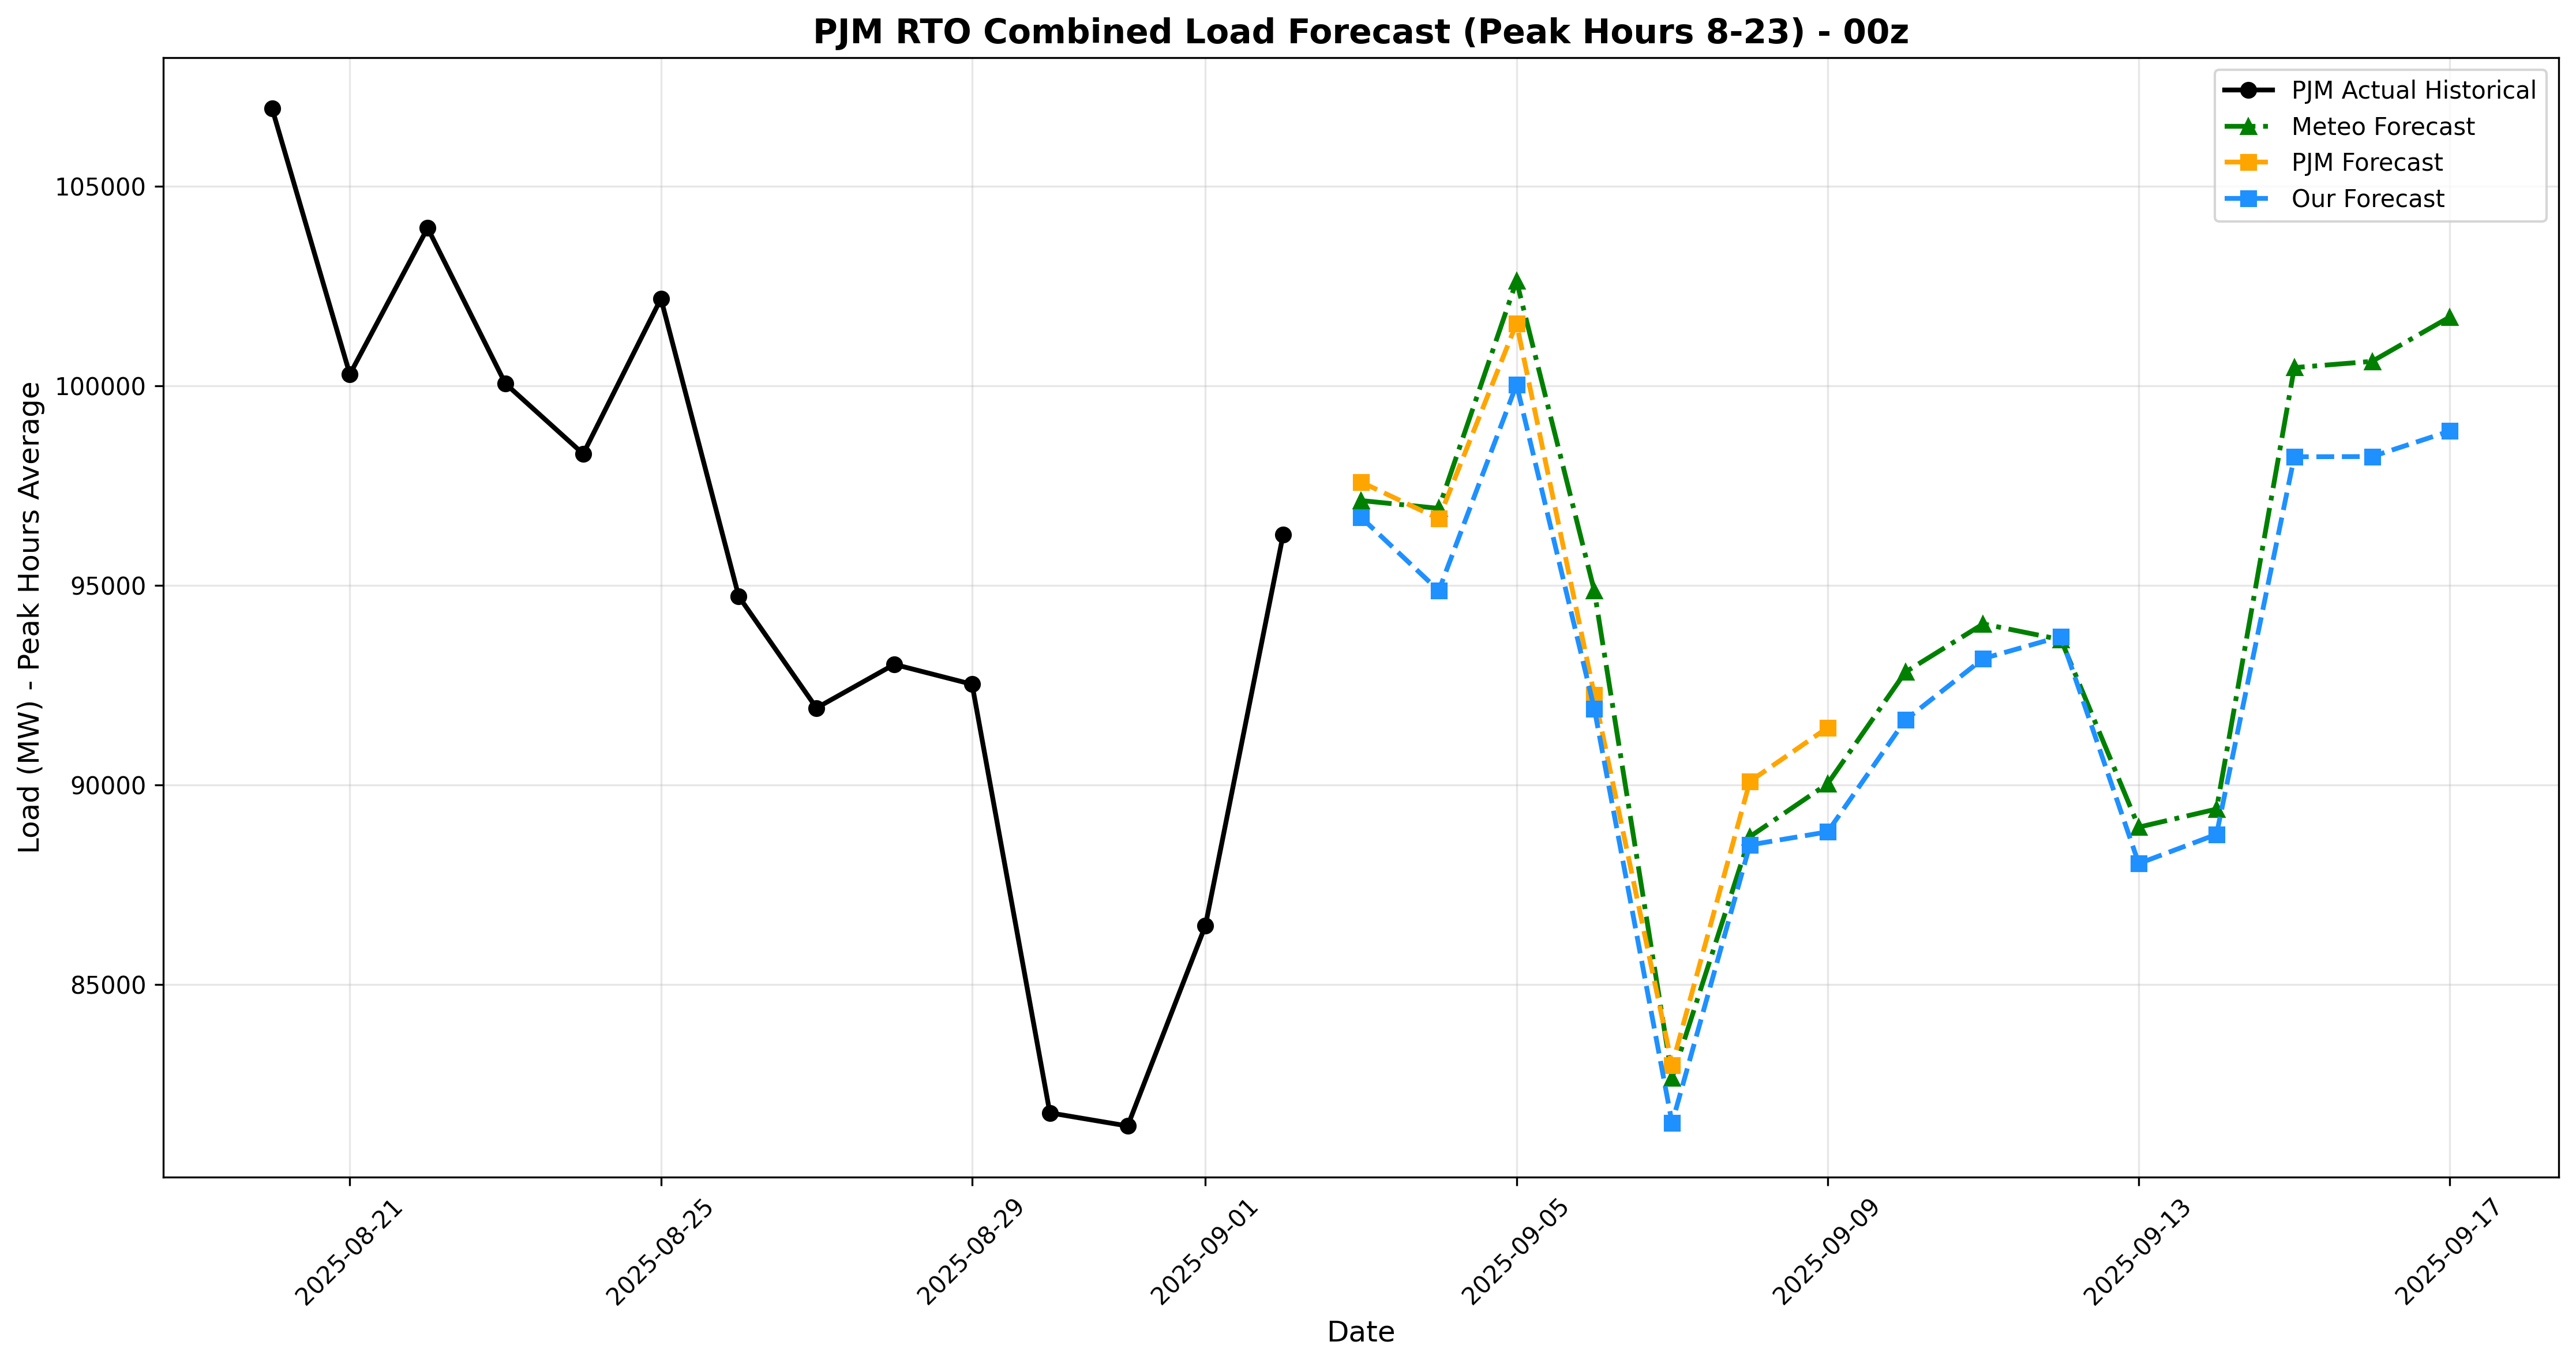 PJM RTO Combined Load Forecast (Peak Hours 8-23) - 00z
PJM Actual Historical
Meteo Forecast
PJM Forecast
Our Forecast
Load (MW) - Peak Hours Average
105000
100000
95000
90000
85000
2025-08-21
2025-08-25
2025-08-29
2025-09-01
2025-09-05
2025-09-09
2025-09-13
2025-09-17
Date